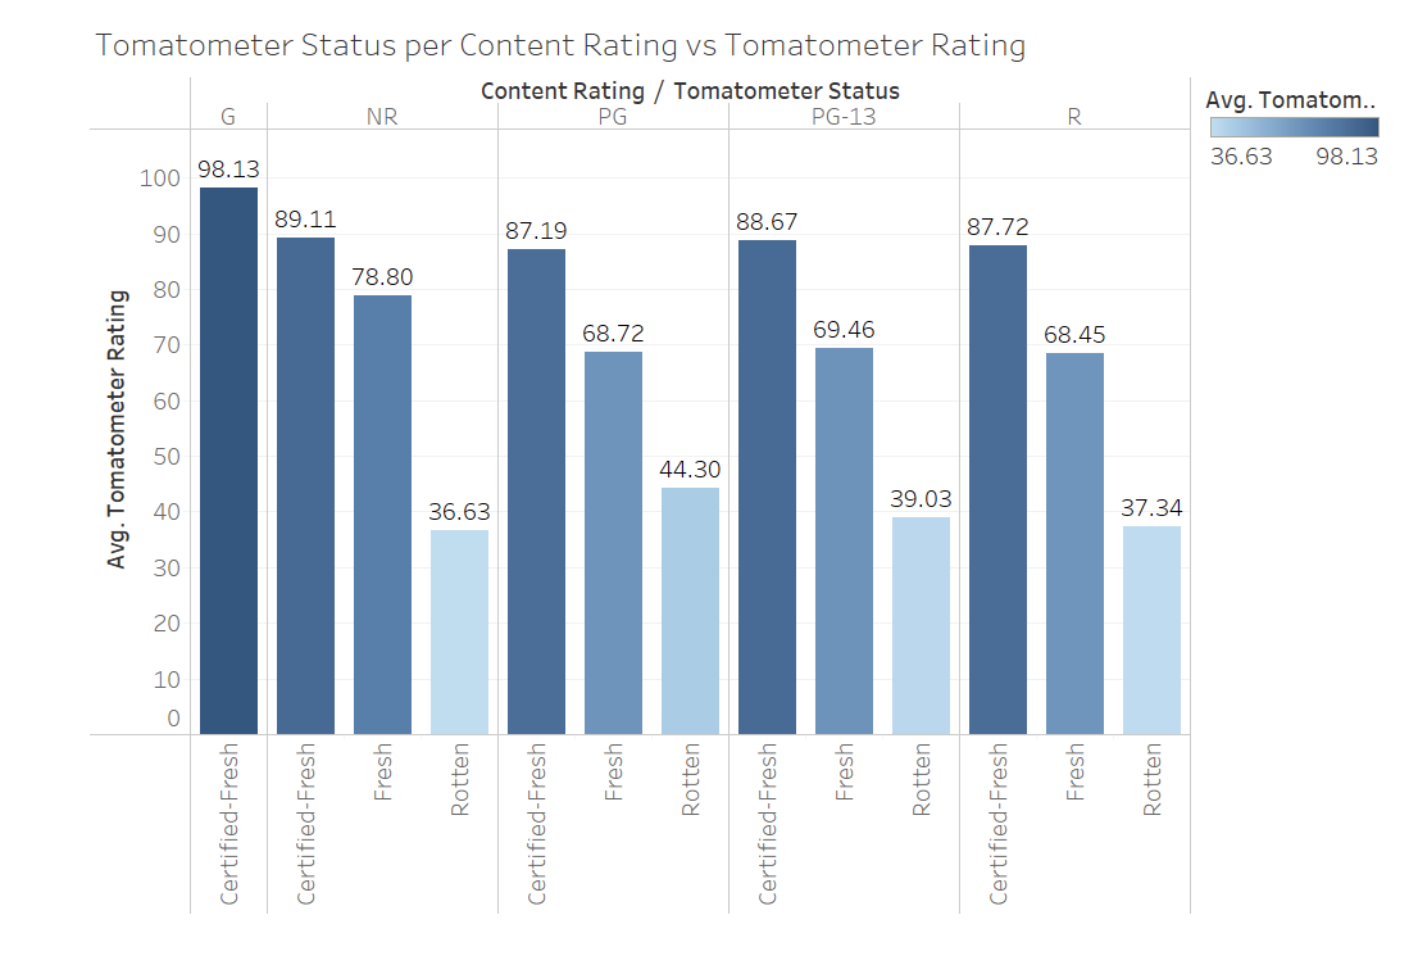 Tomatometer Status per Content Rating vs Tomatometer Rating
Content Rating / Tomatometer Status
G NR PG PG-13 R
Avg. Tomatom..
36.63 98.13
Avg. Tomatometer Rating
100
90
80
70
60
50
40
30
20
10
0
98.13
89.11
78.80
36.63
87.19
68.72
44.30
88.67
69.46
39.03
87.72
68.45
37.34
Certified-Fresh
Certified-Fresh
Fresh
Rotten
Certified-Fresh
Fresh
Rotten
Certified-Fresh
Fresh
Rotten
Certified-Fresh
Fresh
Rotten